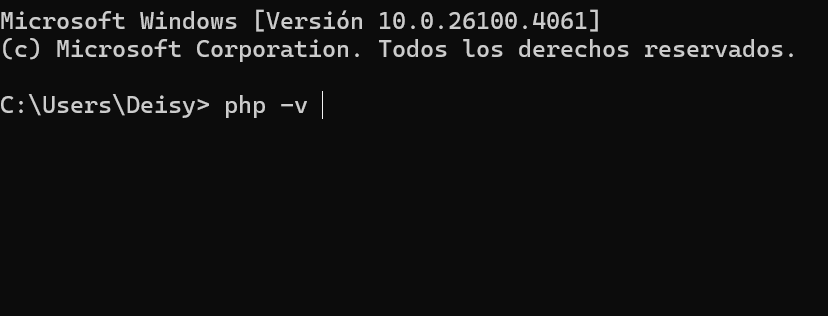 Microsoft Windows [Versión 10.0.26100.4061]
(c) Microsoft Corporation. Todos los derechos reservados.
C:\Users\Deisy> php -v